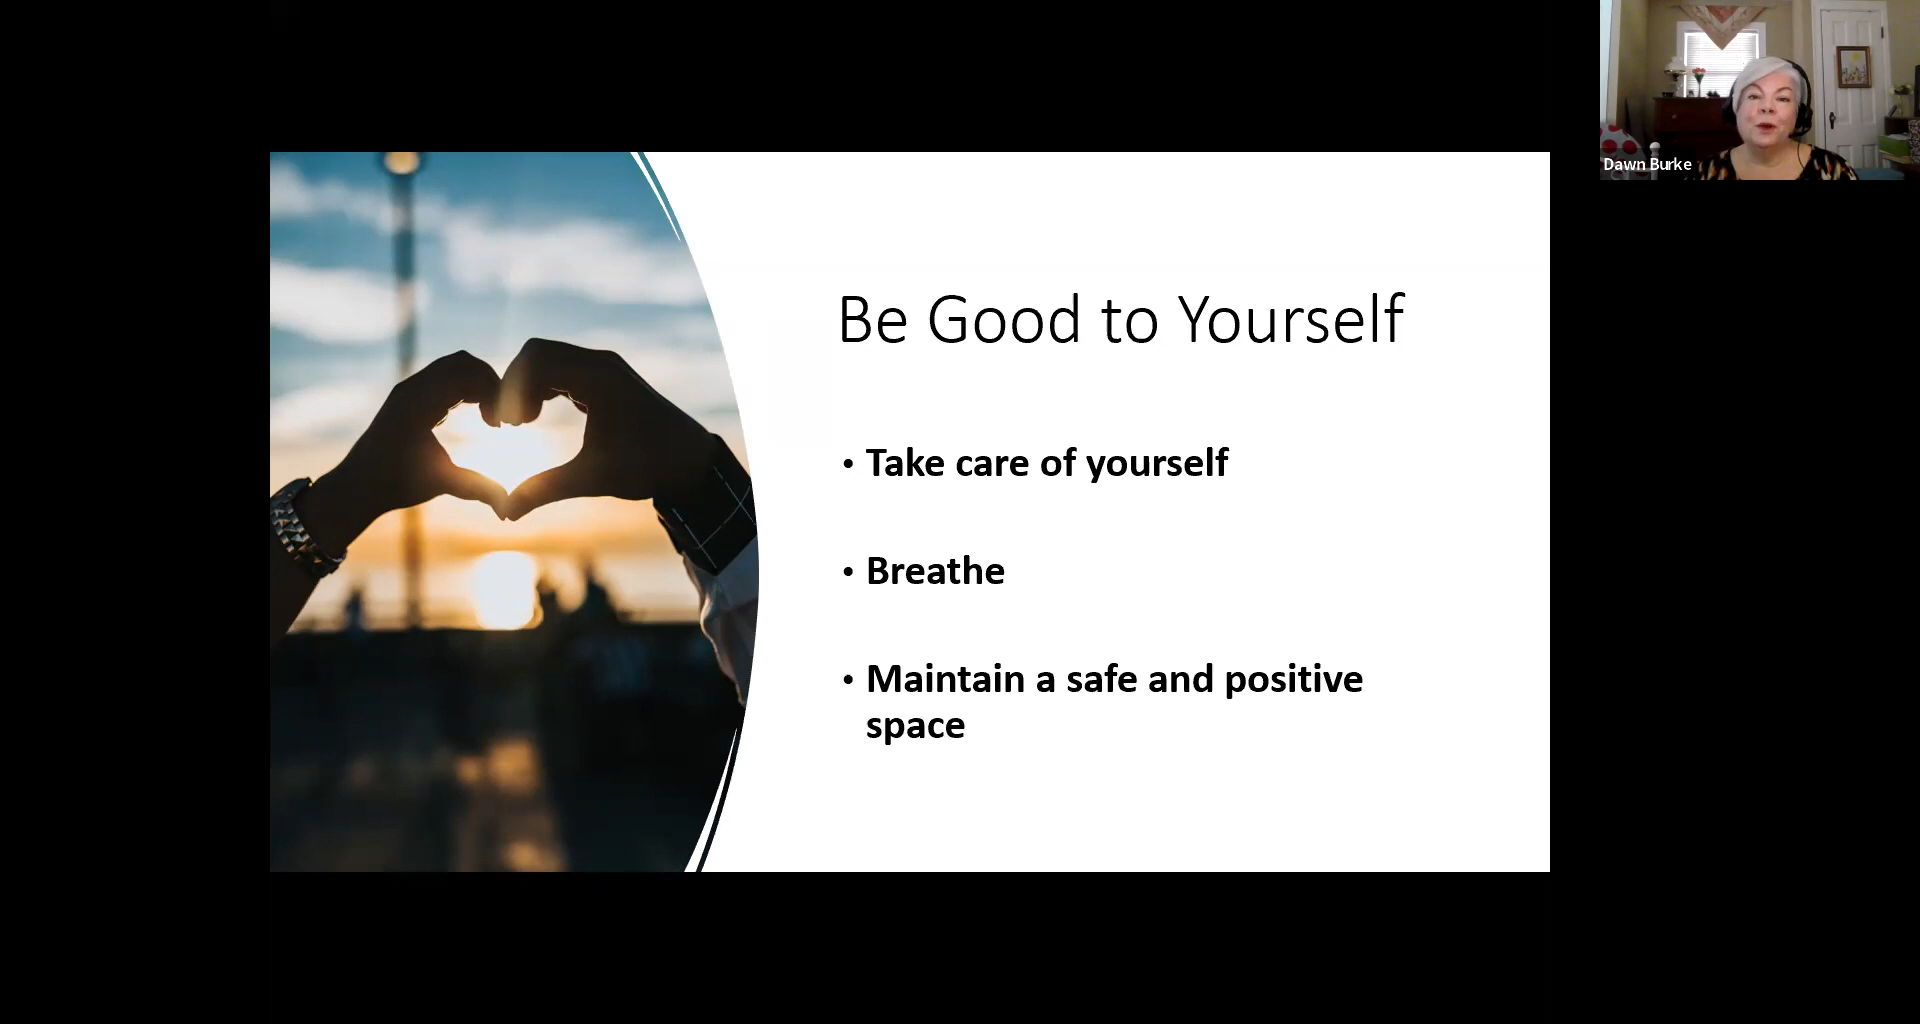 Dawn Burke
Be Good to Yourself
• Take care of yourself
• Breathe
• Maintain a safe and positive
space